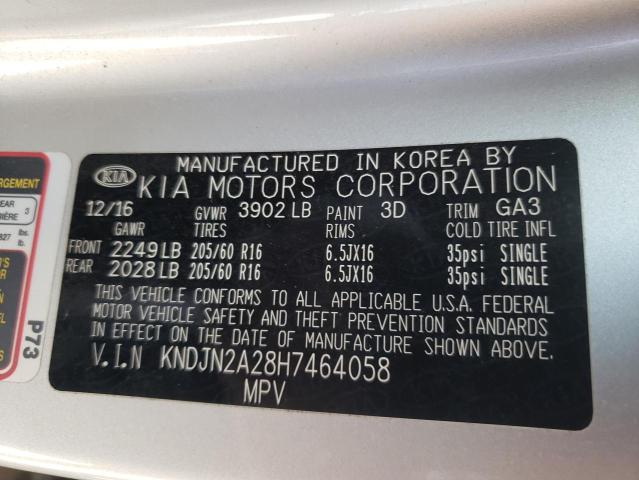 MANUFACTURED IN KOREA BY
KIA KIA MOTORS CORPORATION
12/16 GVWR 3902 LB PAINT 3D TRIM GA3
GAWR TIRES RIMS COLD TIRE INFL
FRONT 2249 LB 205/60 R16 6.5JX16 35psi SINGLE
REAR 2028 LB 205/60 R16 6.5JX16 35psi SINGLE
THIS VEHICLE CONFORMS TO ALL APPLICABLE U.S.A. FEDERAL
MOTOR VEHICLE SAFETY AND THEFT PREVENTION STANDARDS
IN EFFECT ON THE DATE OF MANUFACTURE SHOWN ABOVE.
V.I.N KNDJN2A28H7464058
MPV
3
lbs.
lb.
P73